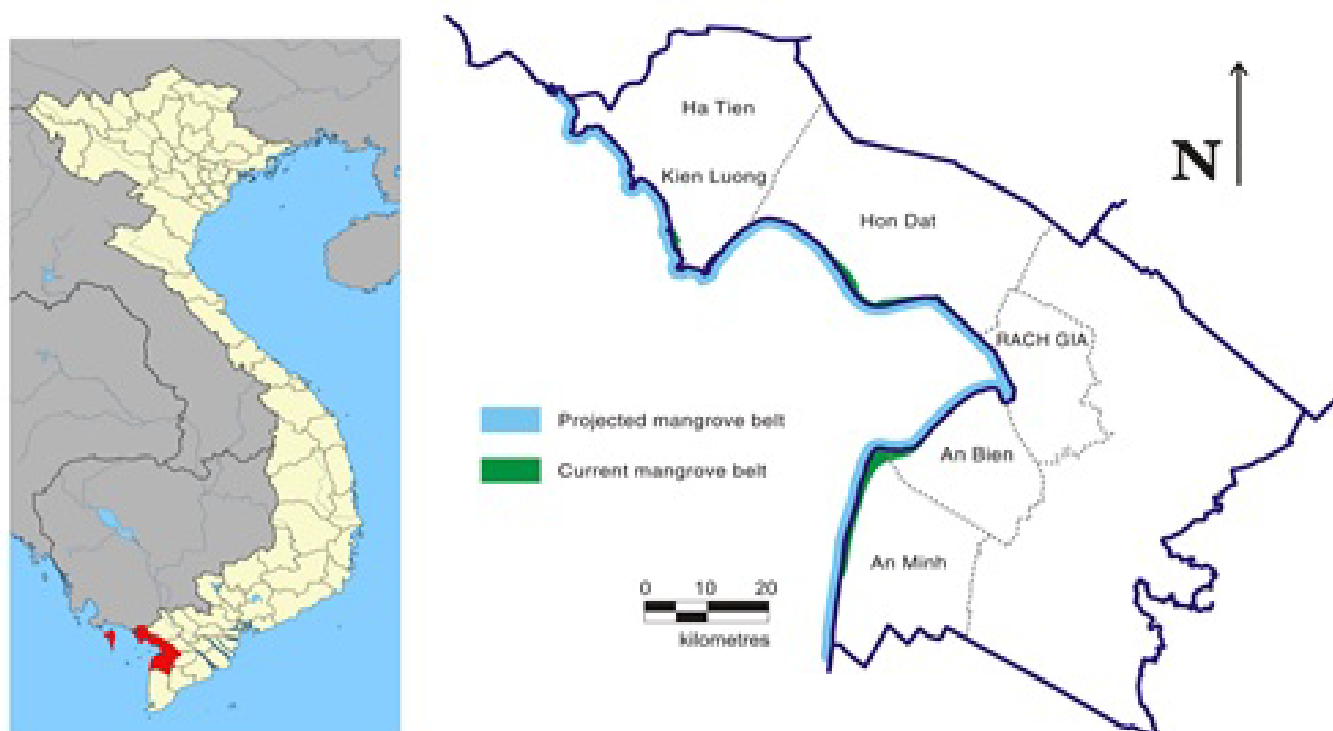 Ha Tien
N
Kien Luong
Hon Dat
RACH GIA
Projected mangrove belt
An Bien
Current mangrove belt
An Minh
0 10 20
kilometres